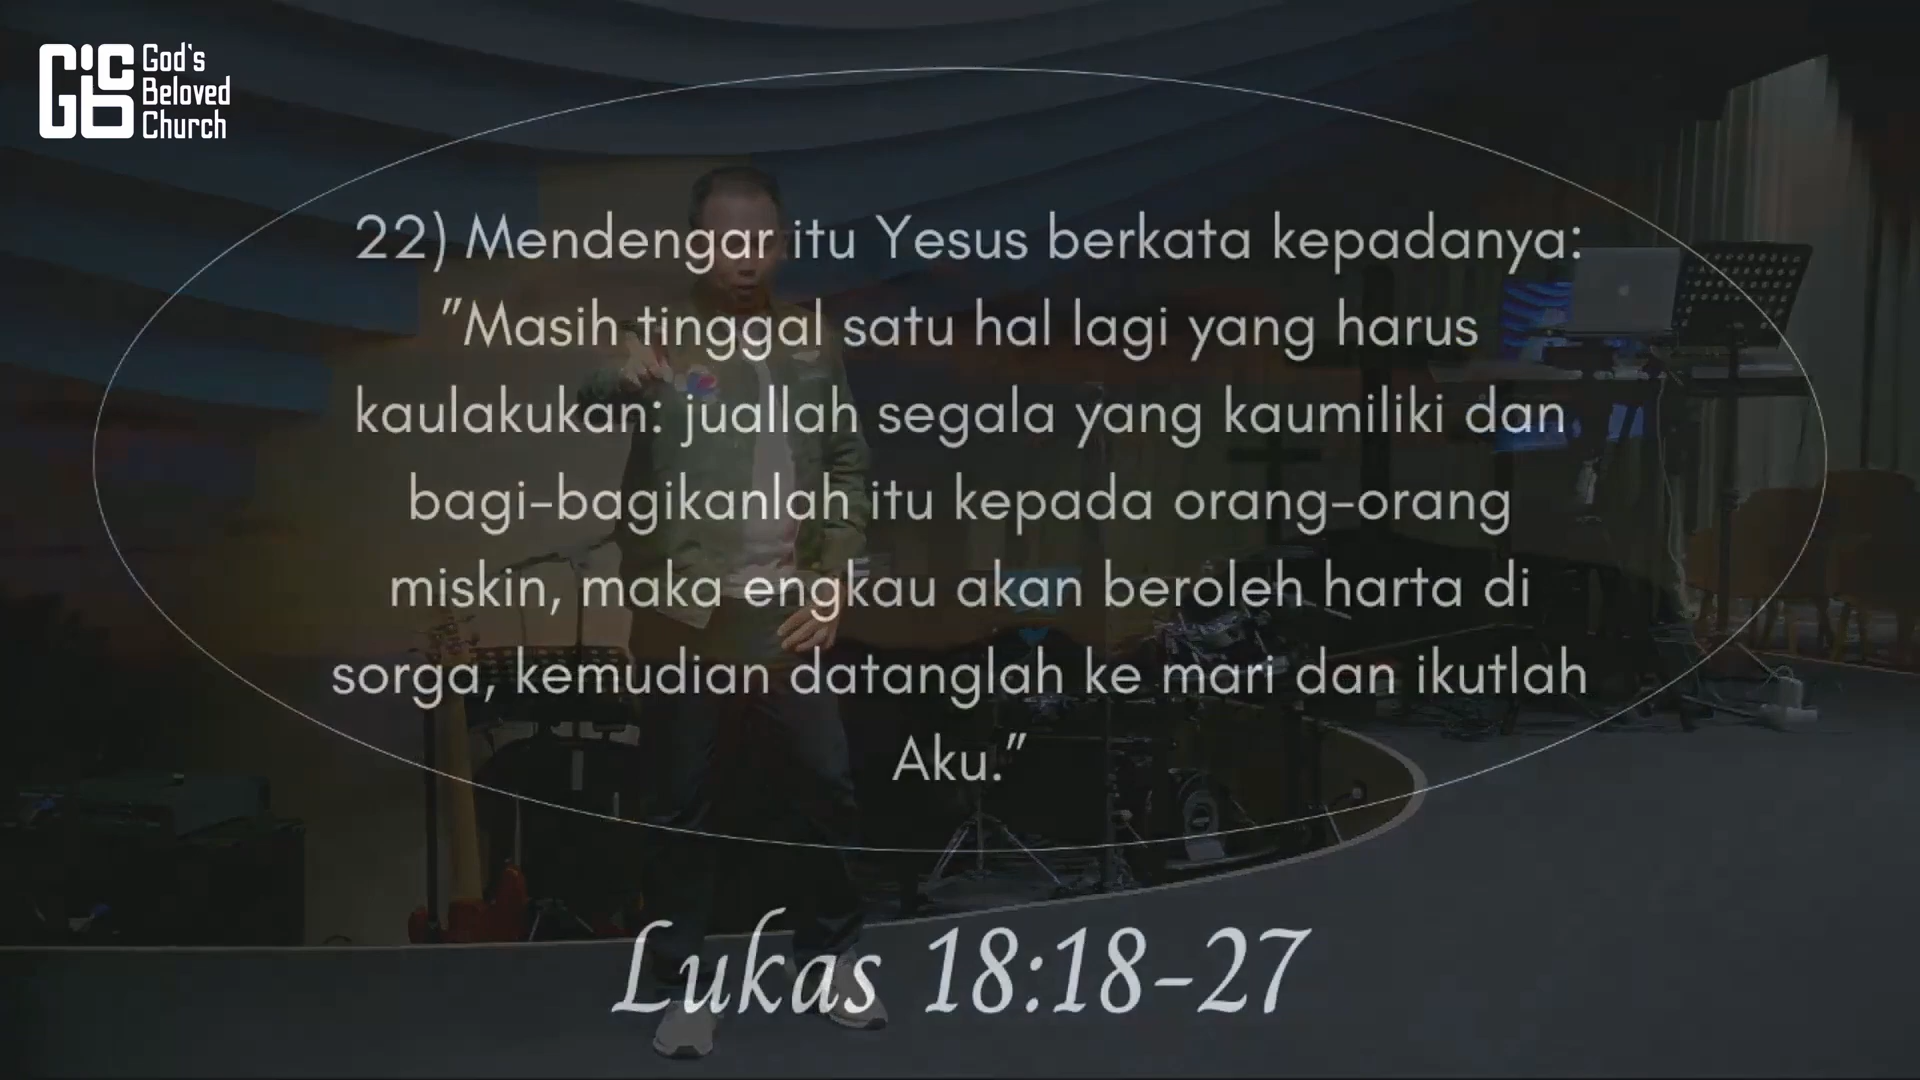 God's
Beloved
Church
22) Mendengar itu Yesus berkata kepadanya:
"Masih tinggal satu hal lagi yang harus
kaulakukan: juallah segala yang kaumiliki dan
bagi-bagikanlah itu kepada orang-orang
miskin, maka engkau akan beroleh harta di
sorga, kemudian datanglah ke mari dan ikutlah
Aku."
Lukas 18:18-27